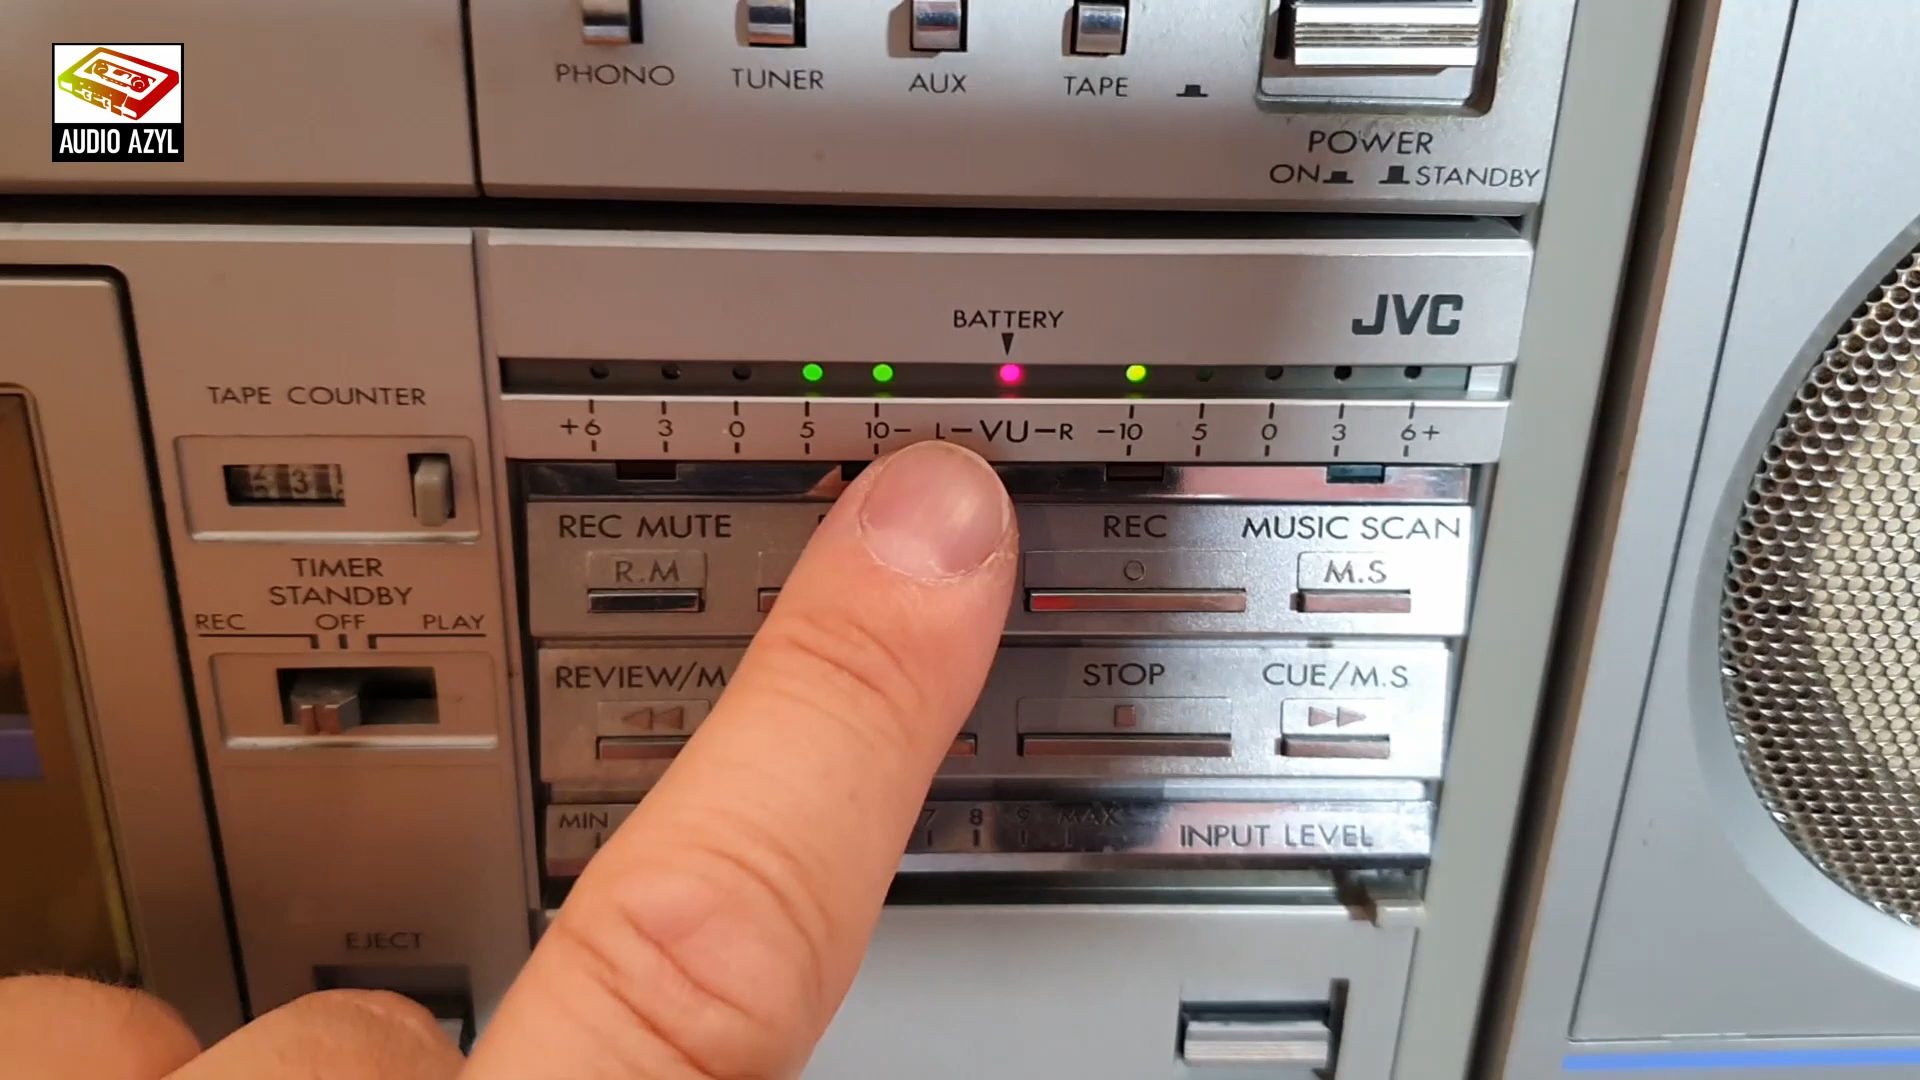 AUDIO AZYL
PHONO TUNER AUX TAPE
POWER
ON STANDBY
BATTERY
JVC
TAPE COUNTER
+6 3 0 5 10- L-VU-R -10 5 0 3 6+
3
REC MUTE REC MUSIC SCAN
R.M M.S
TIMER
STANDBY
REC OFF PLAY
REVIEW/M STOP CUE/M.S
MIN 7 8 9 MAX INPUT LEVEL
EJECT